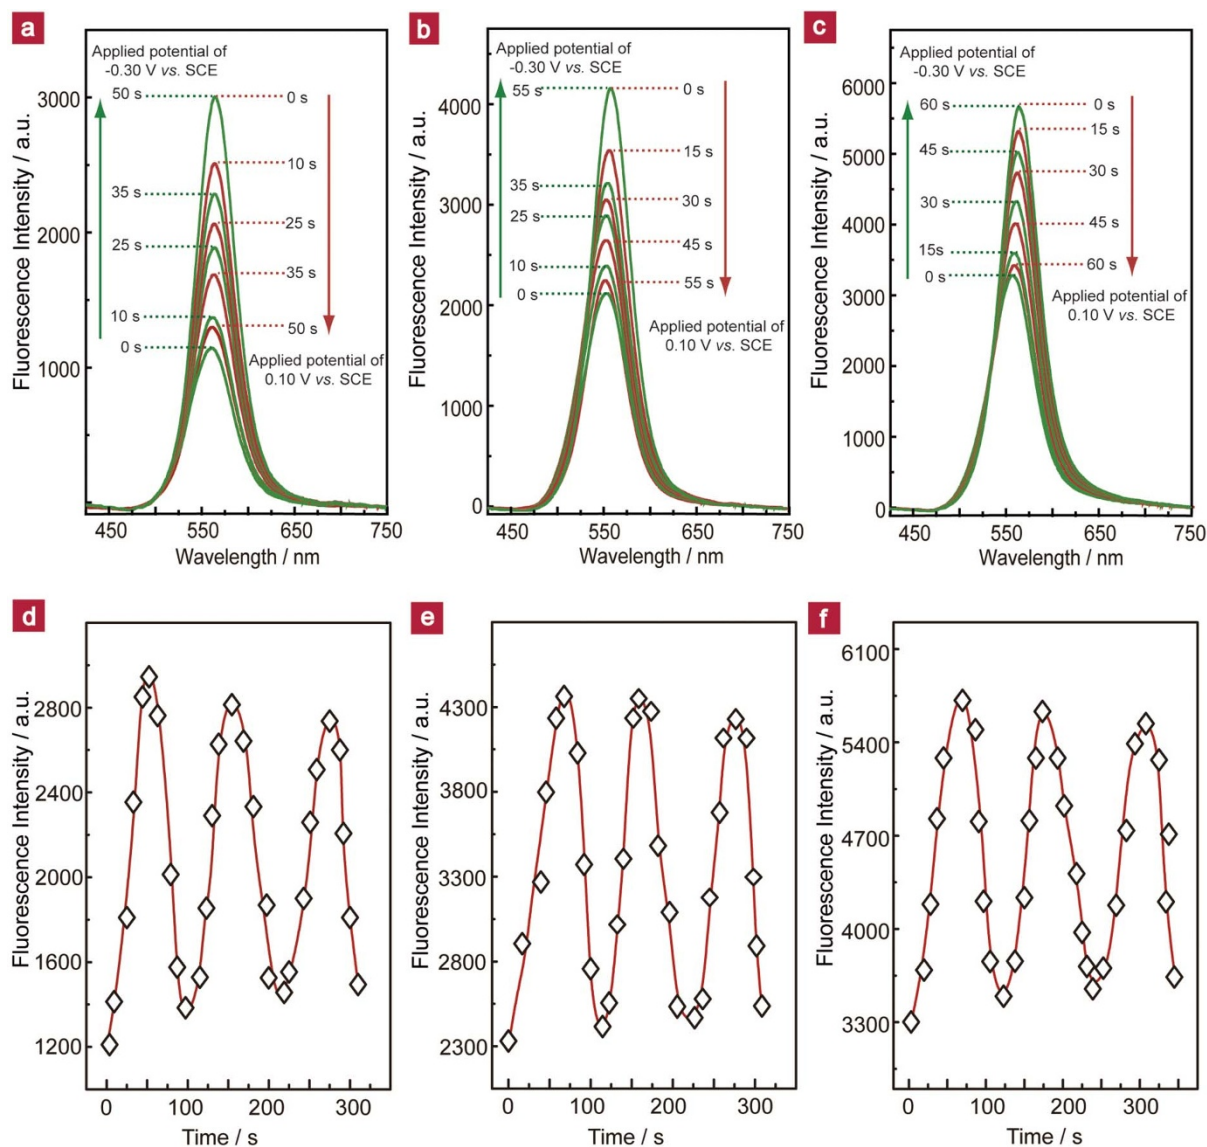 a
Applied potential of
-0.30 V vs. SCE
50 s
0 s
10 s
35 s
25 s
25 s
35 s
10 s
50 s
0 s
Applied potential of
0.10 V vs. SCE
3000
2000
1000
Fluorescence Intensity / a.u.
450
550
650
750
Wavelength / nm
b
Applied potential of
-0.30 V vs. SCE
55 s
0 s
15 s
35 s
30 s
25 s
45 s
10 s
55 s
0 s
Applied potential of
0.10 V vs. SCE
4000
3000
2000
1000
0
Fluorescence Intensity / a.u.
450
550
650
750
Wavelength / nm
c
Applied potential of
-0.30 V vs. SCE
60 s
0 s
15 s
45 s
30 s
30 s
45 s
15s
60 s
0 s
Applied potential of
0.10 V vs. SCE
6000
5000
4000
3000
2000
1000
0
Fluorescence Intensity / a.u.
450
550
650
750
Wavelength / nm
d
2800
2400
2000
1600
1200
Fluorescence Intensity / a.u.
0
100
200
300
Time / s
e
4300
3800
3300
2800
2300
Fluorescence Intensity / a.u.
0
100
200
300
Time / s
f
6100
5400
4700
4000
3300
Fluorescence Intensity / a.u.
0
100
200
300
Time / s